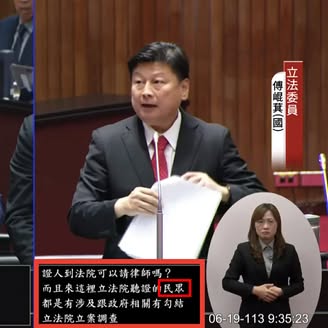 立法委員
傅崐萁(國)
證人到法院可以請律師嗎？
而且來這裡立法院聽證的民眾
都是有涉及跟政府相關有勾結
立法院立案調查
06-19-113 9:35:23